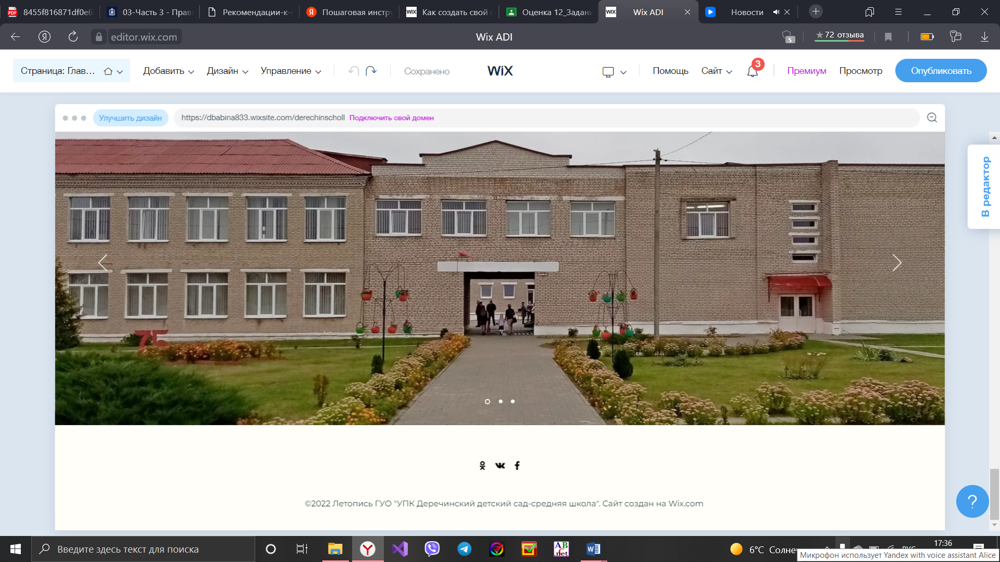 8455f816871df0e6
03-Часть 3 - Прав
Рекомендации-к-
Пошаговая инстру
Как создать свой
Оценка 12_Задани
Wix ADI
Новости
editor.wix.com
Wix ADI
5
72 отзыва
Страница: Глав...
Добавить
Дизайн
Управление
Сохранено
WiX
Помощь
Сайт
3
Премиум
Просмотр
Опубликовать
Улучшить дизайн
https://dbabina833.wixsite.com/derechinscholl Подключить свой домен
В редактор
75
©2022 Летопись ГУО "УПК Деречинский детский сад-средняя школа". Сайт создан на Wix.com
?
Введите здесь текст для поиска
6°C Солне
17:36
Микрофон использует Yandex with voice assistant Alice